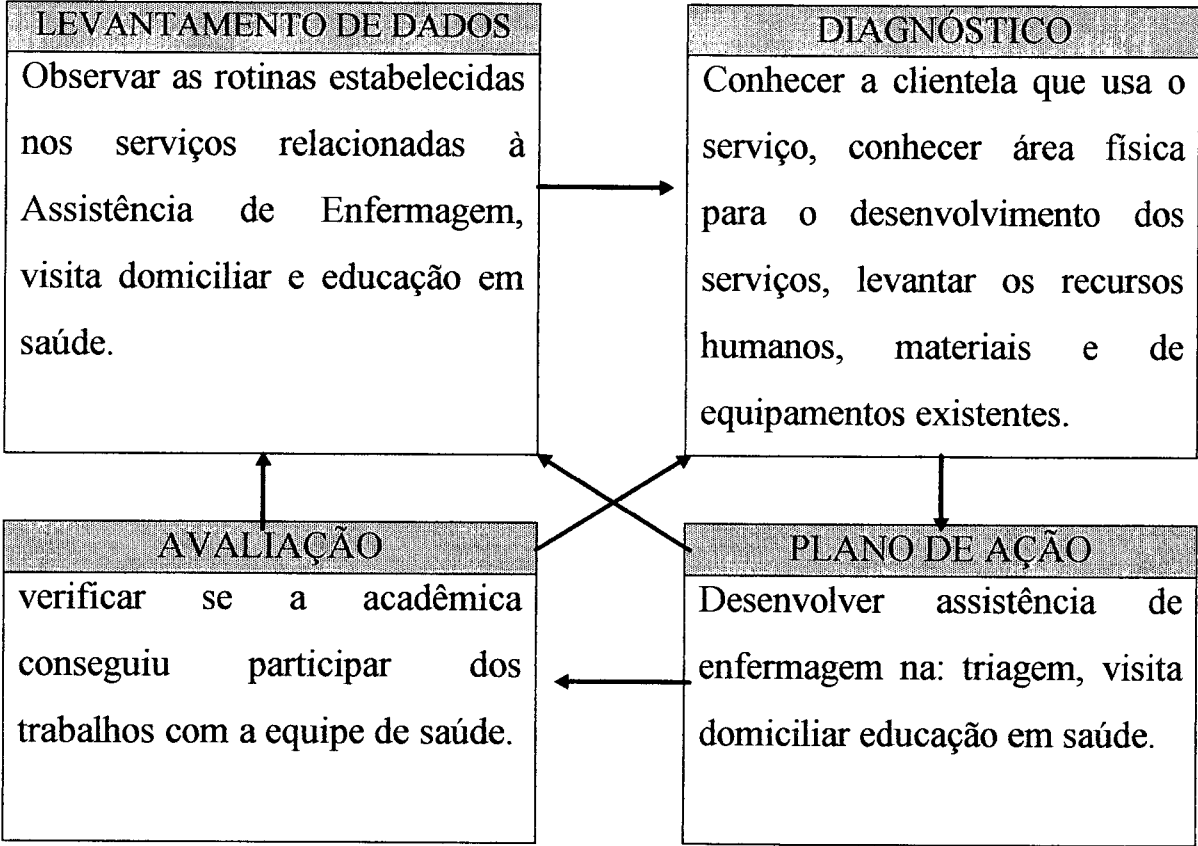 LEVANTAMENTO DE DADOS
Observar as rotinas estabelecidas
nos serviços relacionadas à
Assistência de Enfermagem,
visita domiciliar e educação em
saúde.
DIAGNÓSTICO
Conhecer a clientela que usa o
serviço, conhecer área física
para o desenvolvimento dos
serviços, levantar os recursos
humanos, materiais e de
equipamentos existentes.
AVALIAÇÃO
verificar se a acadêmica
conseguiu participar dos
trabalhos com a equipe de saúde.
PLANO DE AÇÃO
Desenvolver assistência de
enfermagem na: triagem, visita
domiciliar educação em saúde.